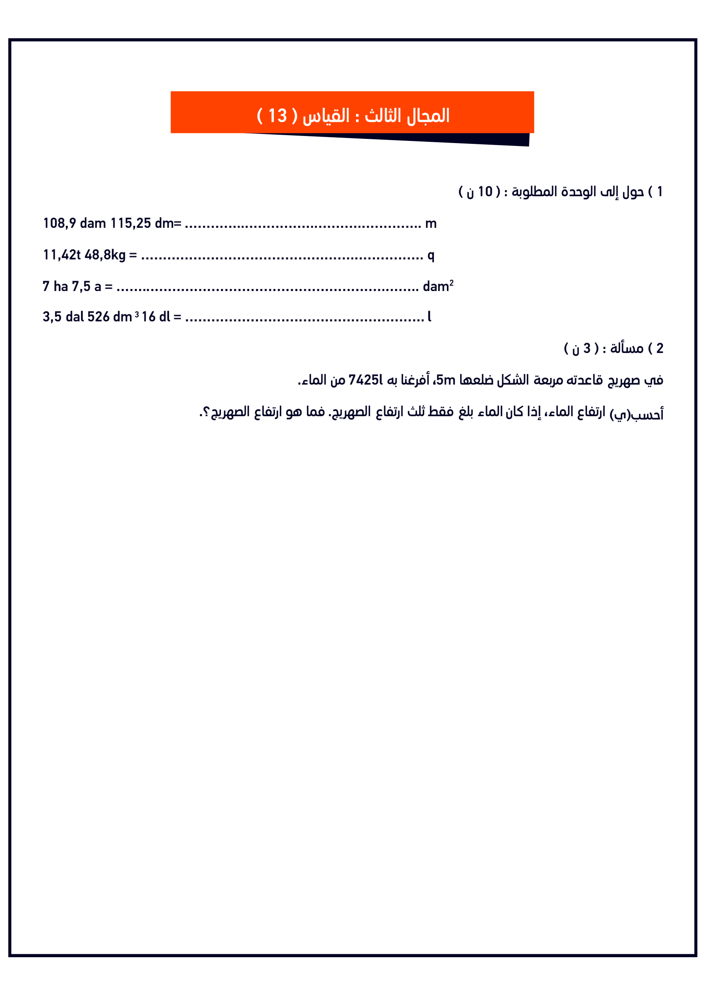 المجال الثالث : القياس ( 13 )
1 ) حول إلى الوحدة المطلوبة : ( 10 ن )
108,9 dam 115,25 dm= ...................................................... m
11,42t 48,8kg = ................................................................. q
7 ha 7,5 a = ...................................................................... dam²
3,5 dal 526 dm ³ 16 dl = ....................................................... l
2 ) مسألة : ( 3 ن )
في صهريج قاعدته مربعة الشكل ضلعها 5m، أفرغنا به 7425l من الماء.
أحسب(ي) ارتفاع الماء، إذا كان الماء بلغ فقط ثلث ارتفاع الصهريج. فما هو ارتفاع الصهريج؟.